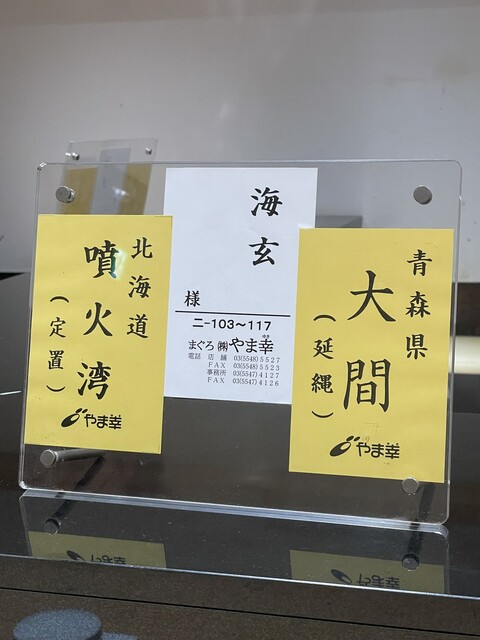 青森県
大間
(延縄)
やま幸
海玄
様
二-103~117
まぐろ ㈱ やま幸
電話 店舗 03(5548)5527
FAX 03(5548)5523
事務所 03(5547)4127
FAX 03(5547)4126
北海道
噴火湾
(定置)
やま幸